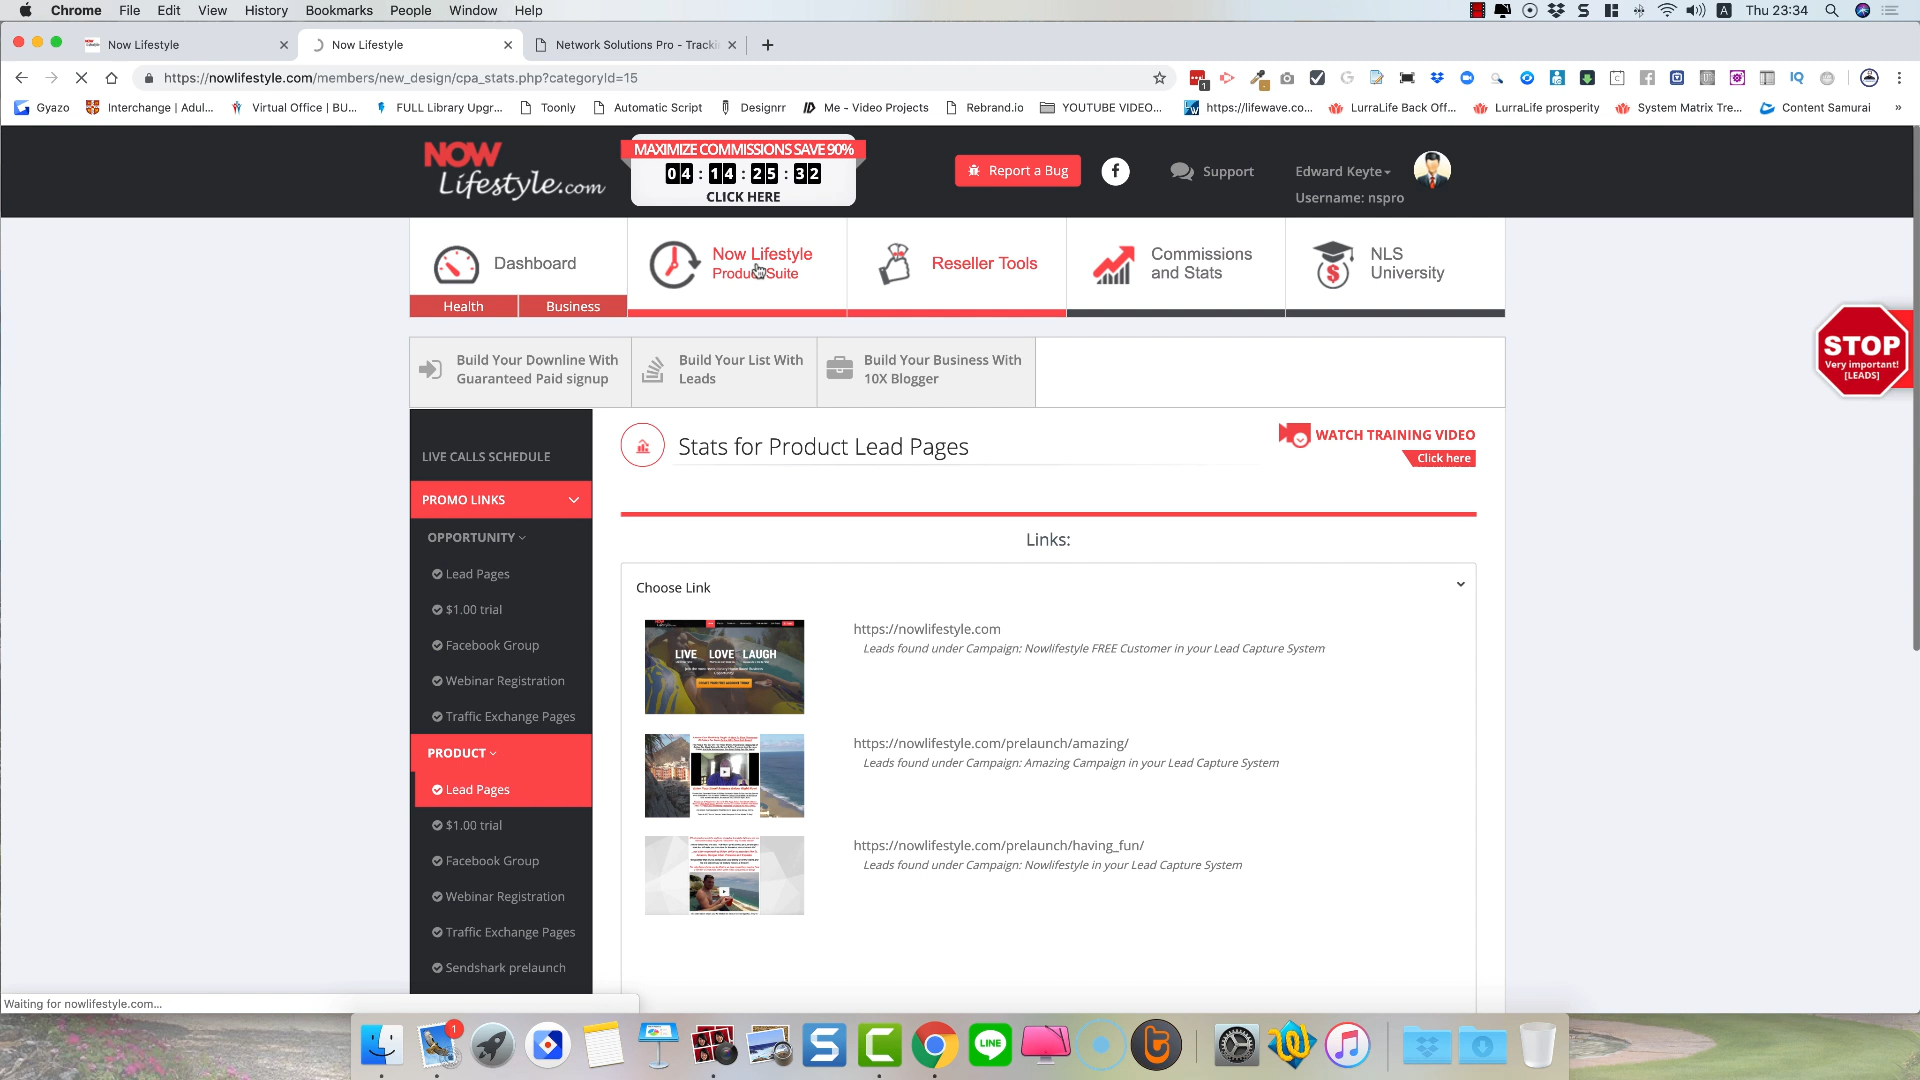 Chrome File Edit View History Bookmarks People Window Help
A Thu 23:34
Now Lifestyle
Now Lifestyle
Network Solutions Pro - Tracki
https://nowlifestyle.com/members/new_design/cpa_stats.php?categoryId=15
Gyazo
Interchange | Adul...
Virtual Office | BU...
FULL Library Upgr...
Toonly
Automatic Script
Designrr
Me - Video Projects
Rebrand.io
YOUTUBE VIDEO...
https://lifewave.co...
LurraLife Back Off...
LurraLife prosperity
System Matrix Tre...
Content Samurai
NOW
Lifestyle.com
MAXIMIZE COMMISSIONS SAVE 90%
04 : 14 : 25 : 32
CLICK HERE
Report a Bug
Support
Edward Keyte
Username: nspro
Dashboard
Health
Business
Now Lifestyle
Product Suite
Reseller Tools
Commissions
and Stats
NLS
University
STOP
Very important!
[LEADS]
Build Your Downline With
Guaranteed Paid signup
Build Your List With
Leads
Build Your Business With
10X Blogger
LIVE CALLS SCHEDULE
PROMO LINKS
OPPORTUNITY
Lead Pages
$1.00 trial
Facebook Group
Webinar Registration
Traffic Exchange Pages
PRODUCT
Lead Pages
$1.00 trial
Facebook Group
Webinar Registration
Traffic Exchange Pages
Sendshark prelaunch
Stats for Product Lead Pages
WATCH TRAINING VIDEO
Click here
Links:
Choose Link
LIVE LOVE LAUGH
https://nowlifestyle.com
Leads found under Campaign: Nowlifestyle FREE Customer in your Lead Capture System
https://nowlifestyle.com/prelaunch/amazing/
Leads found under Campaign: Amazing Campaign in your Lead Capture System
https://nowlifestyle.com/prelaunch/having_fun/
Leads found under Campaign: Nowlifestyle in your Lead Capture System
Waiting for nowlifestyle.com...
1
LINE